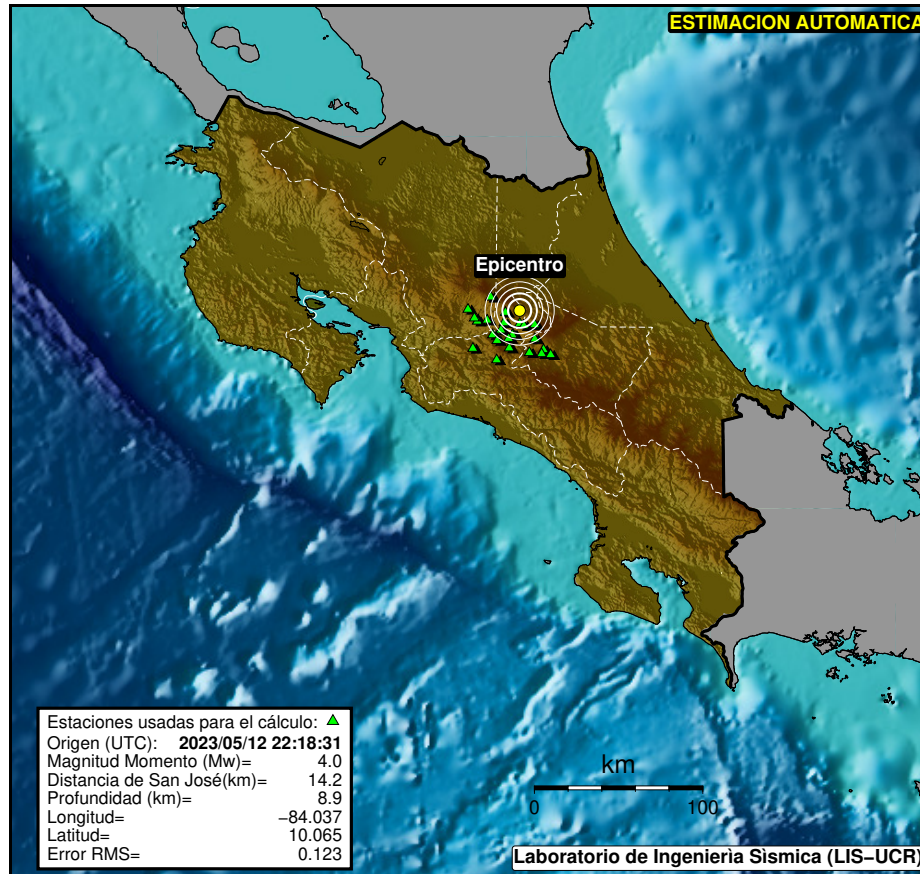 ESTIMACION AUTOMATICA
Epicentro
Estaciones usadas para el cálculo:
Origen (UTC): 2023/05/12 22:18:31
Magnitud Momento (Mw)= 4.0
Distancia de San José(km)= 14.2
Profundidad (km)= 8.9
Longitud= −84.037
Latitud= 10.065
Error RMS= 0.123
km
0 100
Laboratorio de Ingenierìa Sìsmica (LIS−UCR)